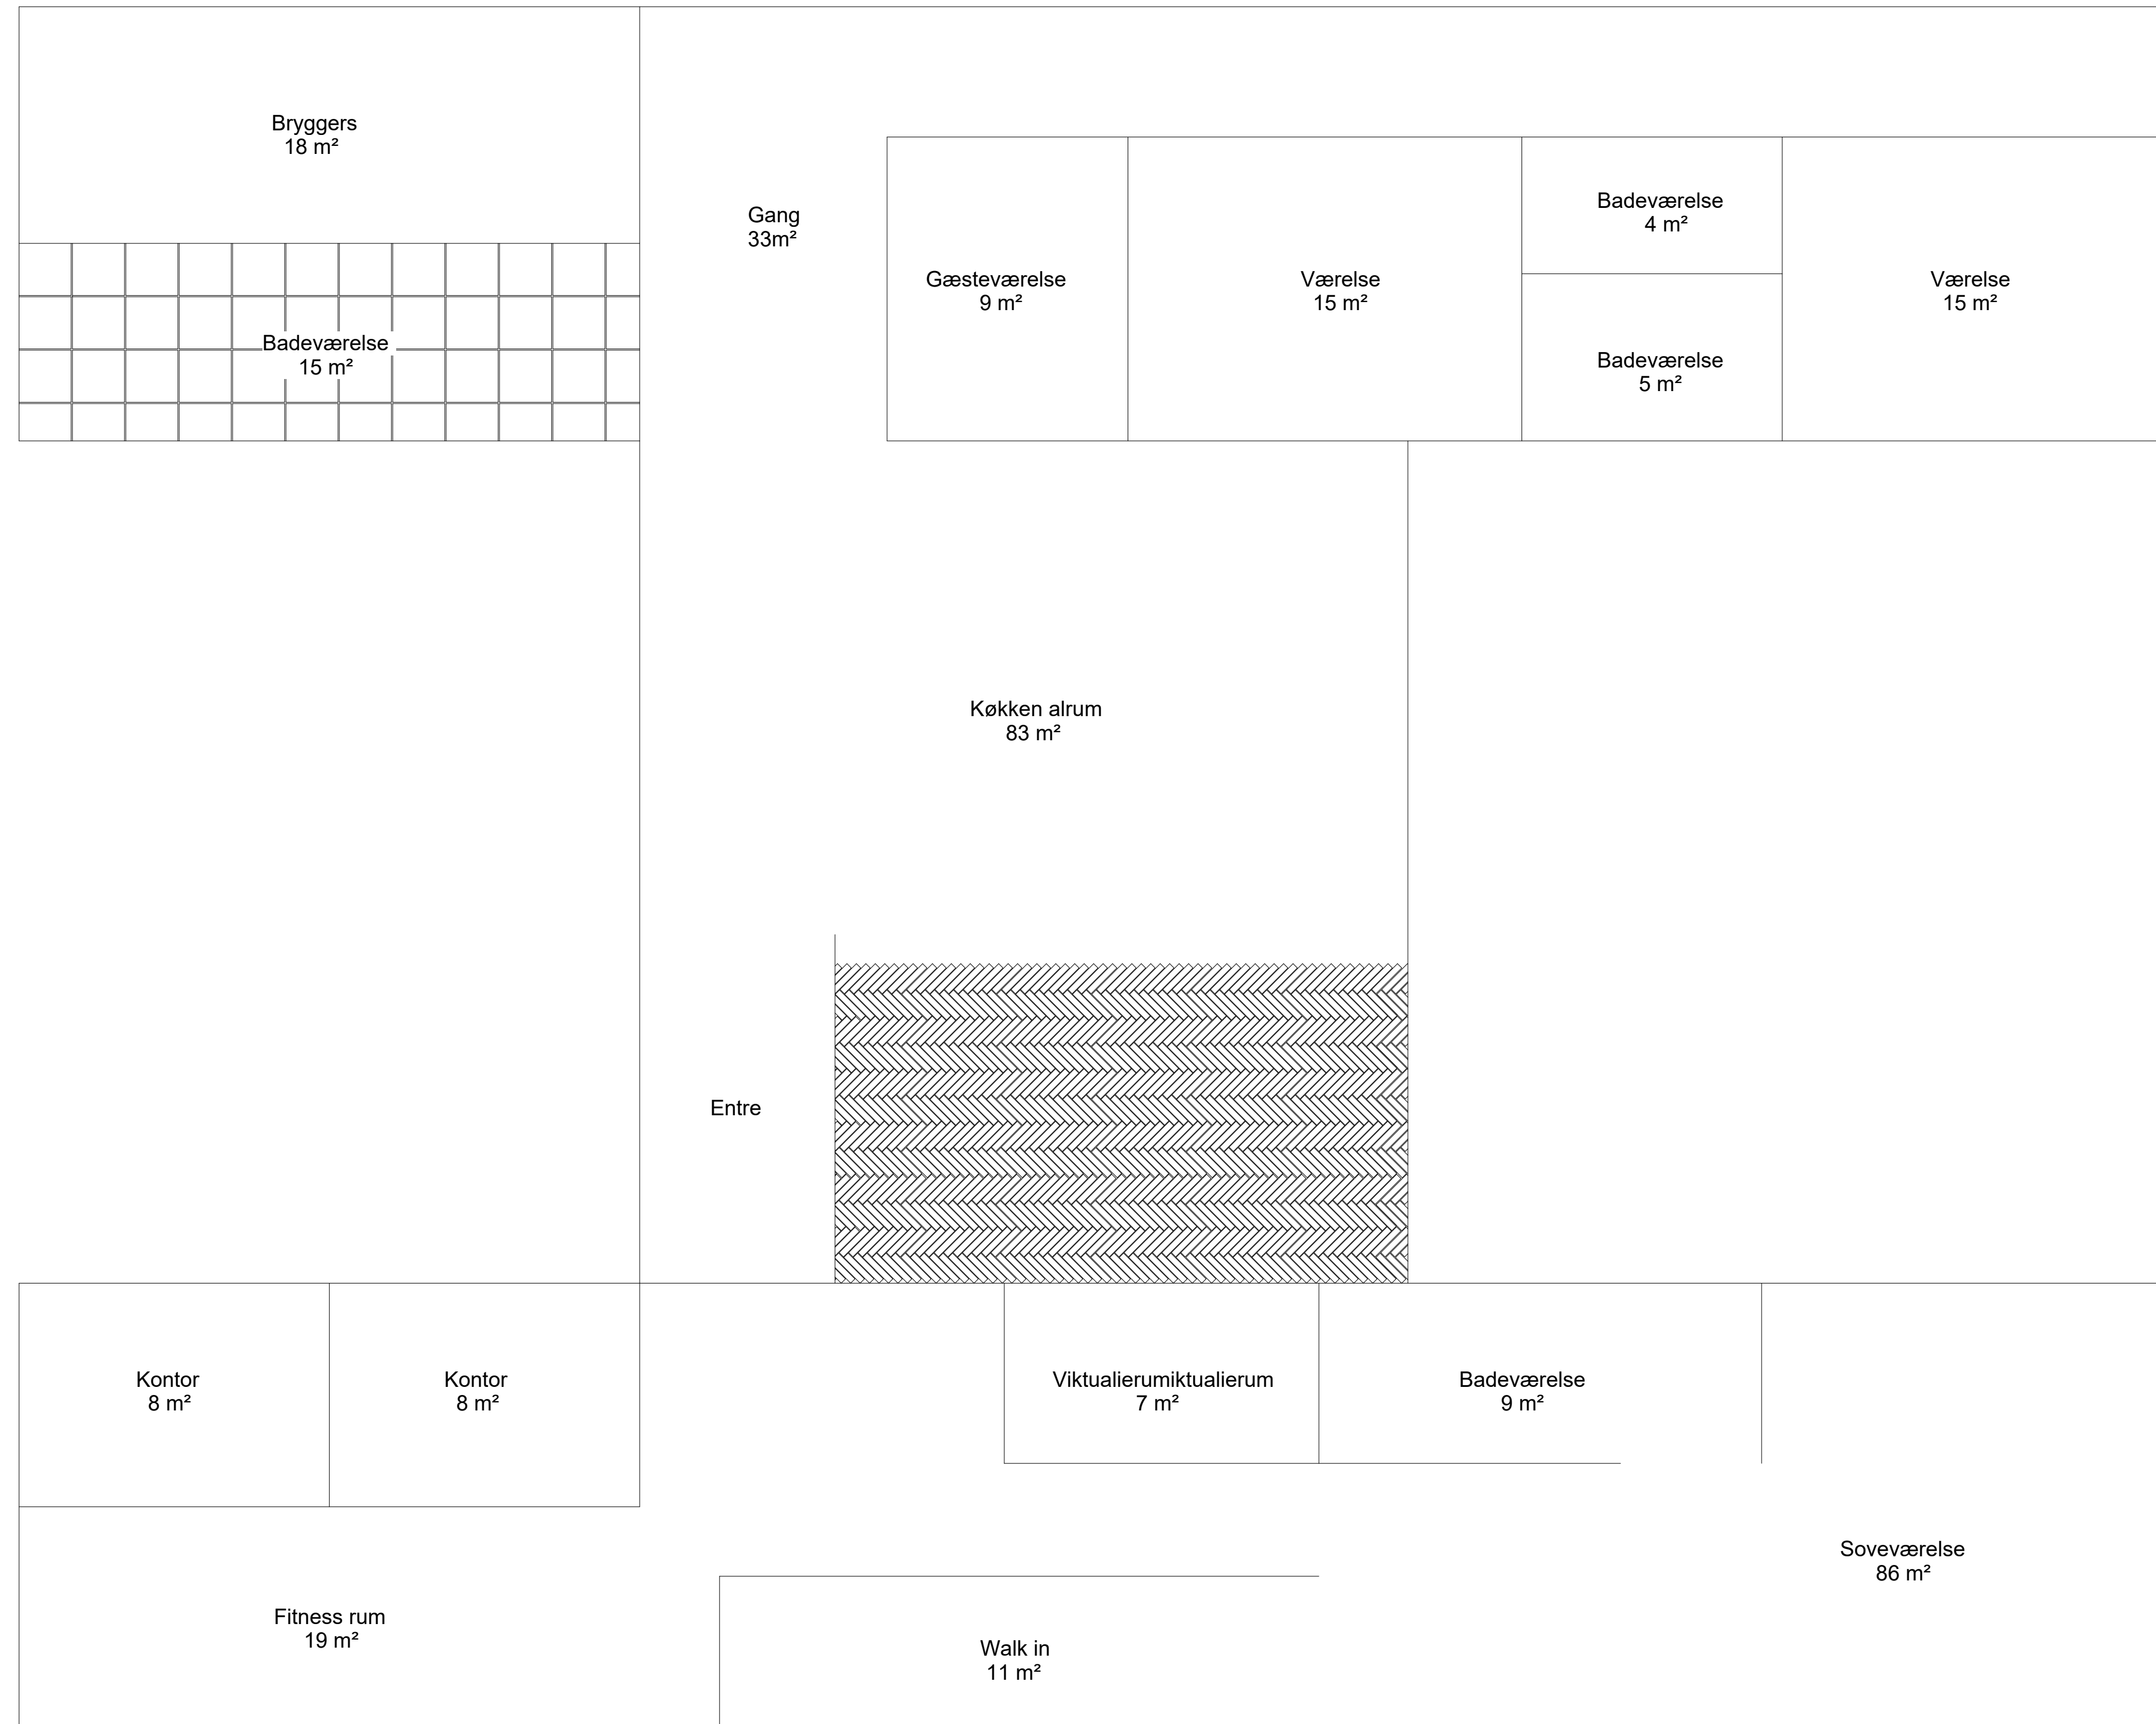 Bryggers
18 m²
Gang
33m²
Badeværelse
4 m²
Gæsteværelse
9 m²
Værelse
15 m²
Værelse
15 m²
Badeværelse
15 m²
Badeværelse
5 m²
Køkken alrum
83 m²
Entre
Kontor
8 m²
Kontor
8 m²
Viktualierumiktualierum
7 m²
Badeværelse
9 m²
Soveværelse
86 m²
Fitness rum
19 m²
Walk in
11 m²